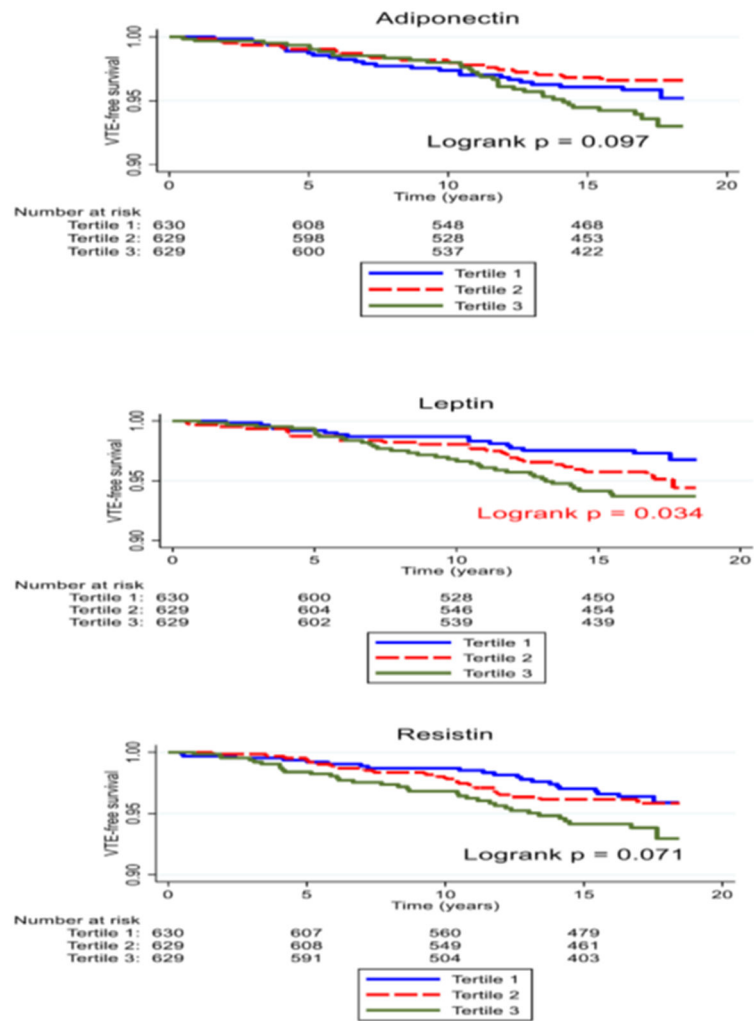 Adiponectin
VTE-free survival
1.00
0.95
0.90
Logrank p = 0.097
0 5 10 15 20
Time (years)
Number at risk
Tertile 1: 630 608 548 468
Tertile 2: 629 598 528 453
Tertile 3: 629 600 537 422
Tertile 1
Tertile 2
Tertile 3
Leptin
VTE-free survival
1.00
0.95
0.90
Logrank p = 0.034
0 5 10 15 20
Time (years)
Number at risk
Tertile 1: 630 600 528 450
Tertile 2: 629 604 546 454
Tertile 3: 629 602 539 439
Tertile 1
Tertile 2
Tertile 3
Resistin
VTE-free survival
1.00
0.95
0.90
Logrank p = 0.071
0 5 10 15 20
Time (years)
Number at risk
Tertile 1: 630 607 560 479
Tertile 2: 629 608 549 461
Tertile 3: 629 591 504 403
Tertile 1
Tertile 2
Tertile 3